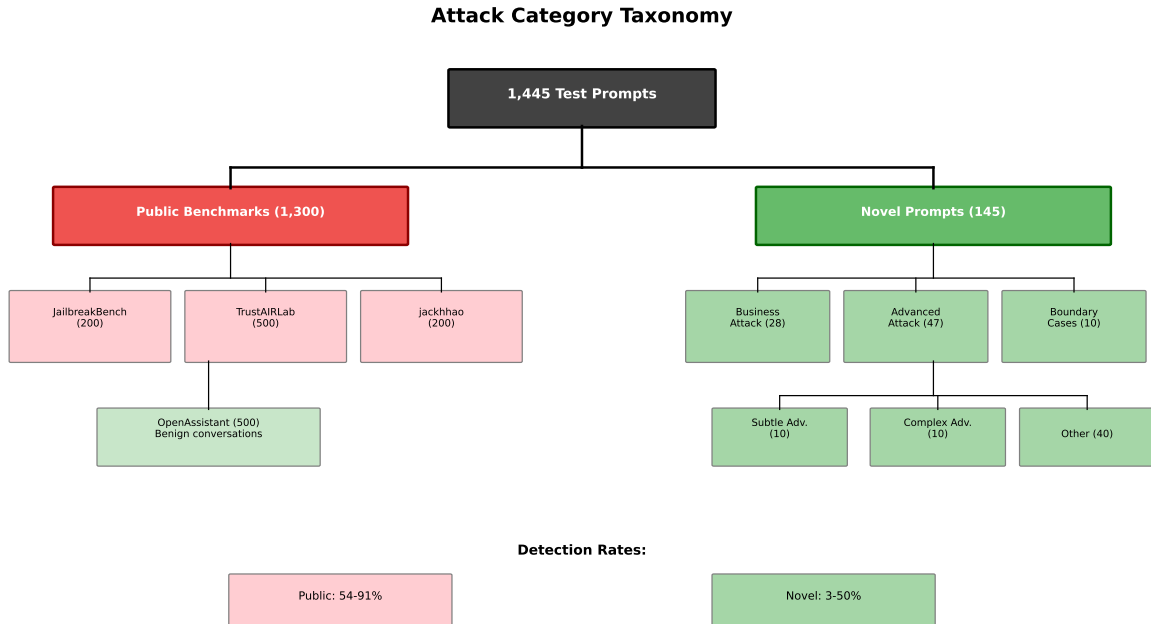 Attack Category Taxonomy
1,445 Test Prompts
Public Benchmarks (1,300)
Novel Prompts (145)
JailbreakBench
(200)
TrustAIRLab
(500)
jackhhao
(200)
Business
Attack (28)
Advanced
Attack (47)
Boundary
Cases (10)
OpenAssistant (500)
Benign conversations
Subtle Adv.
(10)
Complex Adv.
(10)
Other (40)
Detection Rates:
Public: 54-91%
Novel: 3-50%